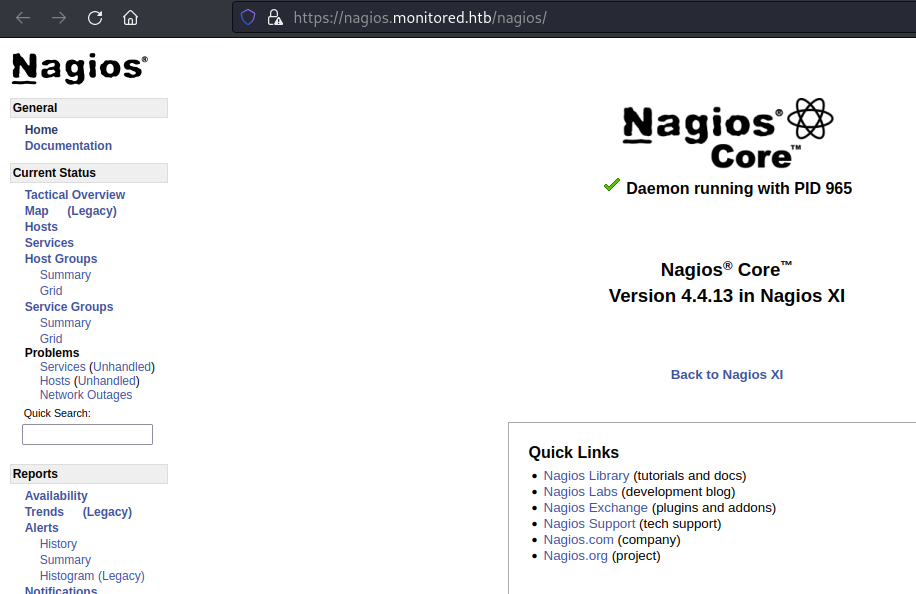 https://nagios.monitored.htb/nagios/
Nagios®
General
Home
Documentation
Current Status
Tactical Overview
Map (Legacy)
Hosts
Services
Host Groups
Summary
Grid
Service Groups
Summary
Grid
Problems
Services (Unhandled)
Hosts (Unhandled)
Network Outages
Quick Search:
Reports
Availability
Trends (Legacy)
Alerts
History
Summary
Histogram (Legacy)
Notifications
Nagios®
Core™
Daemon running with PID 965
Nagios® Core™
Version 4.4.13 in Nagios XI
Back to Nagios XI
Quick Links
• Nagios Library (tutorials and docs)
• Nagios Labs (development blog)
• Nagios Exchange (plugins and addons)
• Nagios Support (tech support)
• Nagios.com (company)
• Nagios.org (project)